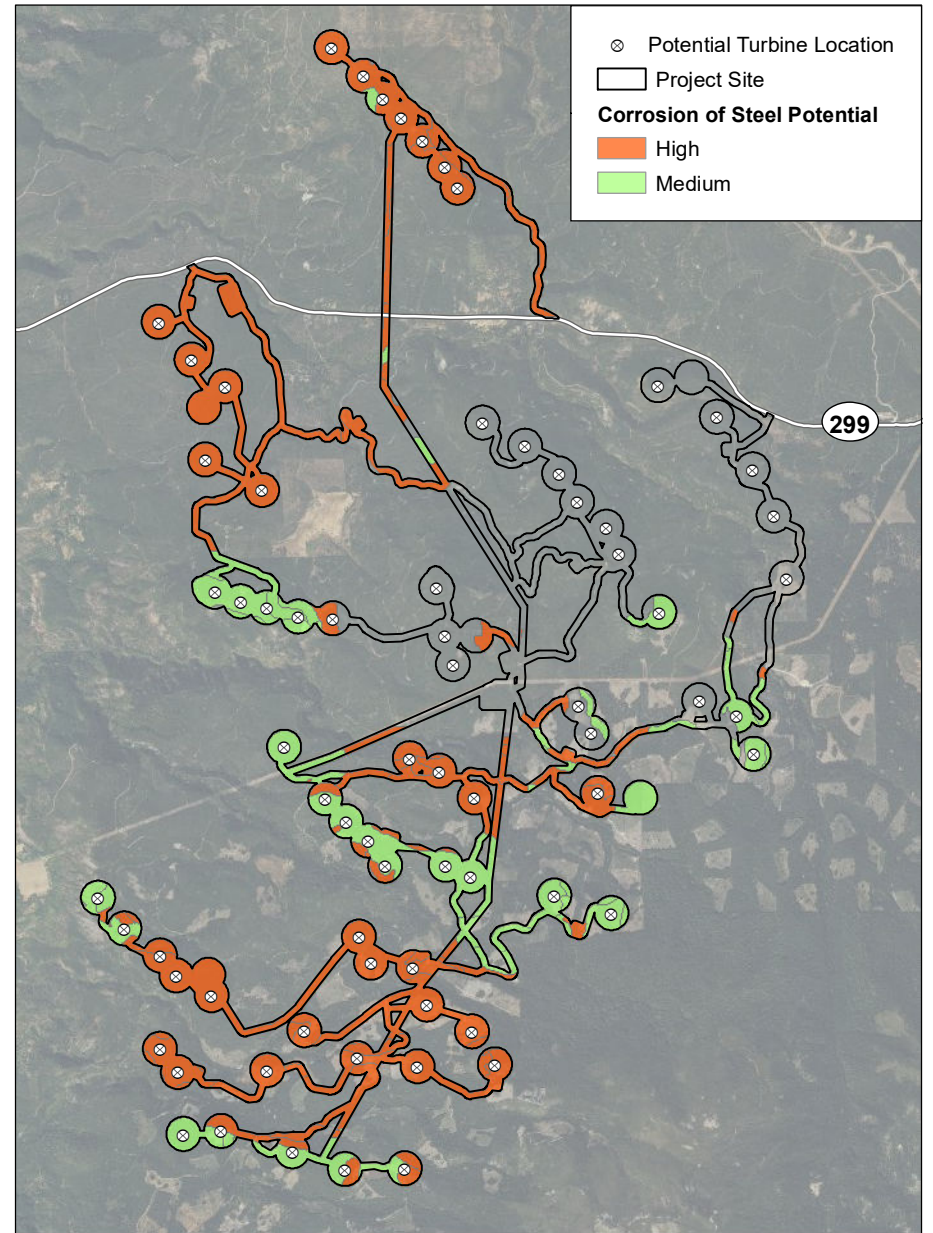 Potential Turbine Location
Project Site
Corrosion of Steel Potential
High
Medium
299